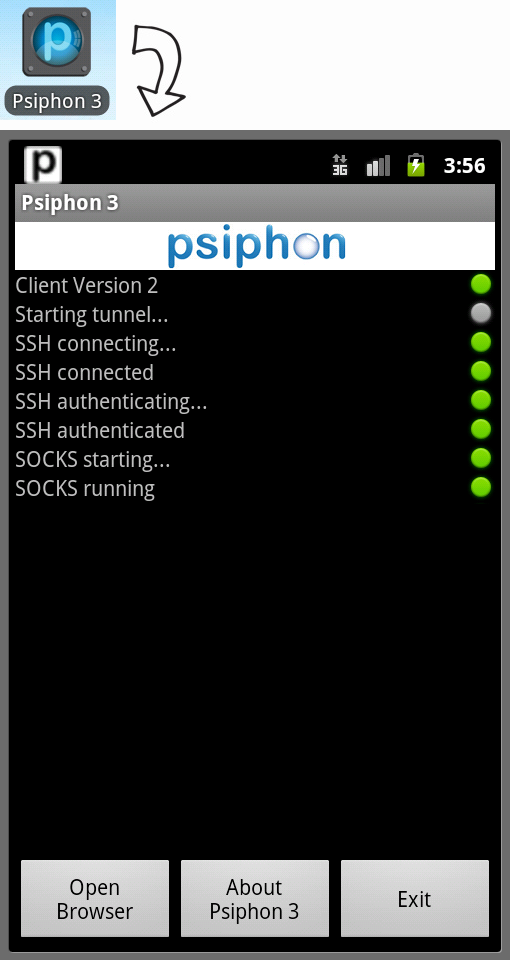 p
Psiphon 3
p
3G
3:56
Psiphon 3
psiphon
Client Version 2
Starting tunnel...
SSH connecting...
SSH connected
SSH authenticating...
SSH authenticated
SOCKS starting...
SOCKS running
Open
Browser
About
Psiphon 3
Exit